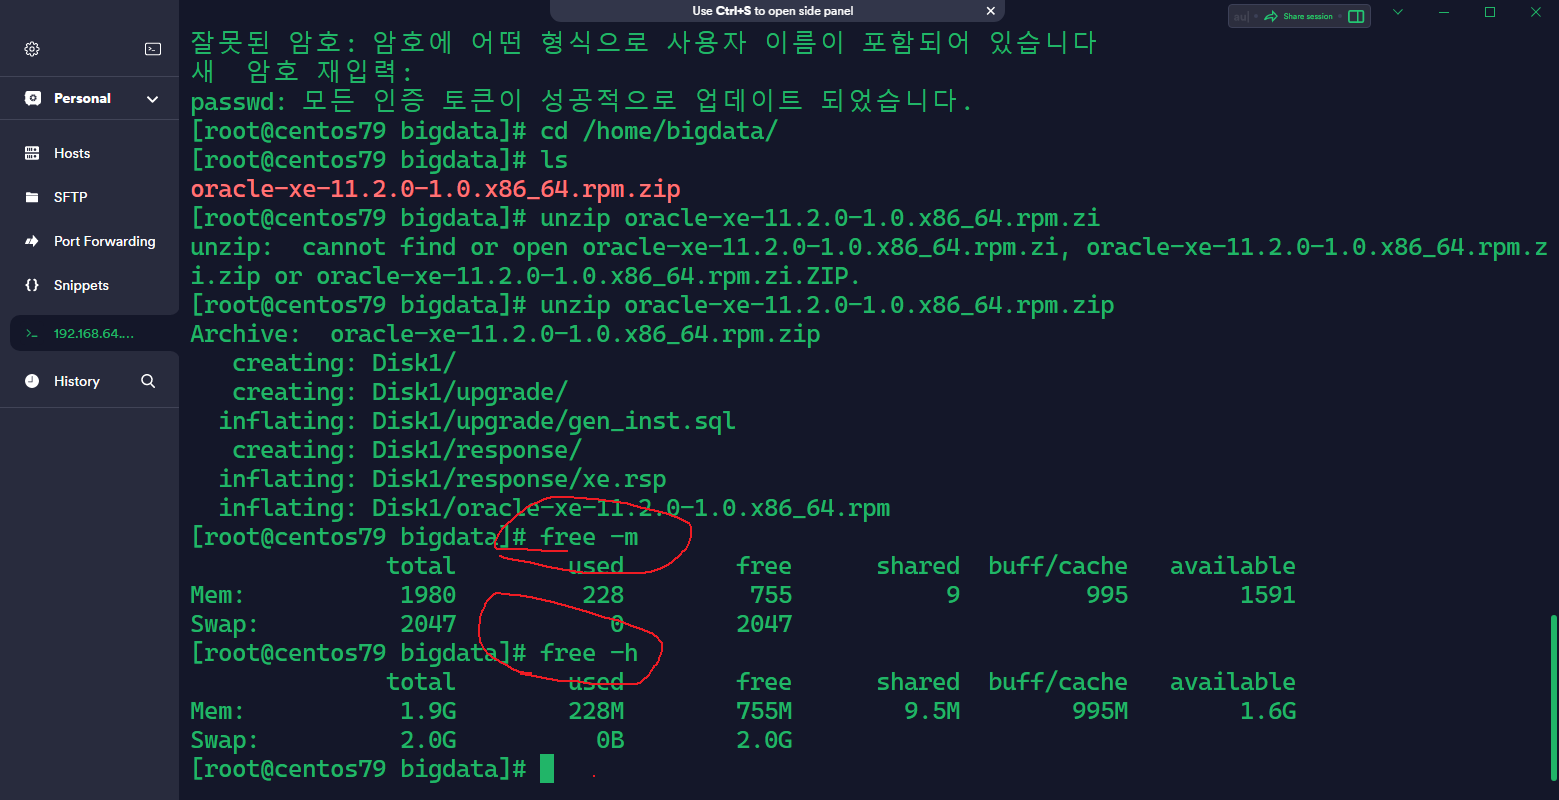 Use Ctrl+S to open side panel
Share session
Personal
Hosts
SFTP
Port Forwarding
Snippets
192.168.64....
History
잘못된 암호: 암호에 어떤 형식으로 사용자 이름이 포함되어 있습니다
새  암호 재입력:
passwd: 모든 인증 토큰이 성공적으로 업데이트 되었습니다.
[root@centos79 bigdata]# cd /home/bigdata/
[root@centos79 bigdata]# ls
oracle-xe-11.2.0-1.0.x86_64.rpm.zip
[root@centos79 bigdata]# unzip oracle-xe-11.2.0-1.0.x86_64.rpm.zi
unzip:  cannot find or open oracle-xe-11.2.0-1.0.x86_64.rpm.zi, oracle-xe-11.2.0-1.0.x86_64.rpm.z
i.zip or oracle-xe-11.2.0-1.0.x86_64.rpm.zi.ZIP.
[root@centos79 bigdata]# unzip oracle-xe-11.2.0-1.0.x86_64.rpm.zip
Archive:  oracle-xe-11.2.0-1.0.x86_64.rpm.zip
   creating: Disk1/
   creating: Disk1/upgrade/
  inflating: Disk1/upgrade/gen_inst.sql
   creating: Disk1/response/
  inflating: Disk1/response/xe.rsp
  inflating: Disk1/oracle-xe-11.2.0-1.0.x86_64.rpm
[root@centos79 bigdata]# free -m
              total        used        free      shared  buff/cache   available
Mem:           1980         228         755           9         995        1591
Swap:          2047           0        2047
[root@centos79 bigdata]# free -h
              total        used        free      shared  buff/cache   available
Mem:           1.9G        228M        755M        9.5M        995M        1.6G
Swap:          2.0G          0B        2.0G
[root@centos79 bigdata]#